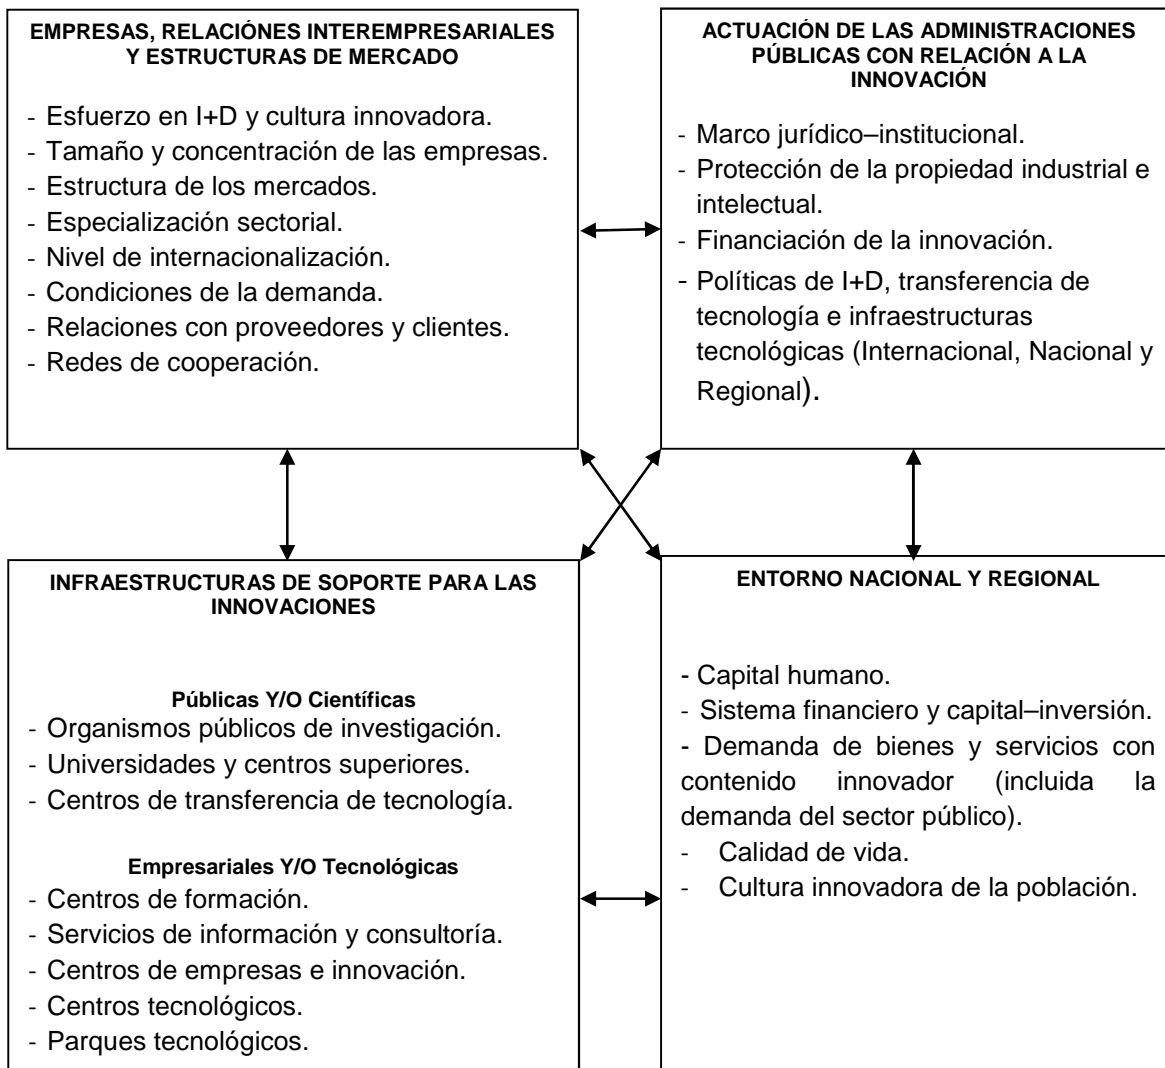 EMPRESAS, RELACIÓNES INTEREMPRESARIALES
Y ESTRUCTURAS DE MERCADO
- Esfuerzo en I+D y cultura innovadora.
- Tamaño y concentración de las empresas.
- Estructura de los mercados.
- Especialización sectorial.
- Nivel de internacionalización.
- Condiciones de la demanda.
- Relaciones con proveedores y clientes.
- Redes de cooperación.
ACTUACIÓN DE LAS ADMINISTRACIONES
PÚBLICAS CON RELACIÓN A LA
INNOVACIÓN
- Marco jurídico–institucional.
- Protección de la propiedad industrial e
intelectual.
- Financiación de la innovación.
- Políticas de I+D, transferencia de
tecnología e infraestructuras
tecnológicas (Internacional, Nacional y
Regional).
INFRAESTRUCTURAS DE SOPORTE PARA LAS
INNOVACIONES
Públicas Y/O Científicas
- Organismos públicos de investigación.
- Universidades y centros superiores.
- Centros de transferencia de tecnología.
Empresariales Y/O Tecnológicas
- Centros de formación.
- Servicios de información y consultoría.
- Centros de empresas e innovación.
- Centros tecnológicos.
- Parques tecnológicos.
ENTORNO NACIONAL Y REGIONAL
- Capital humano.
- Sistema financiero y capital–inversión.
- Demanda de bienes y servicios con
contenido innovador (incluida la
demanda del sector público).
- Calidad de vida.
- Cultura innovadora de la población.